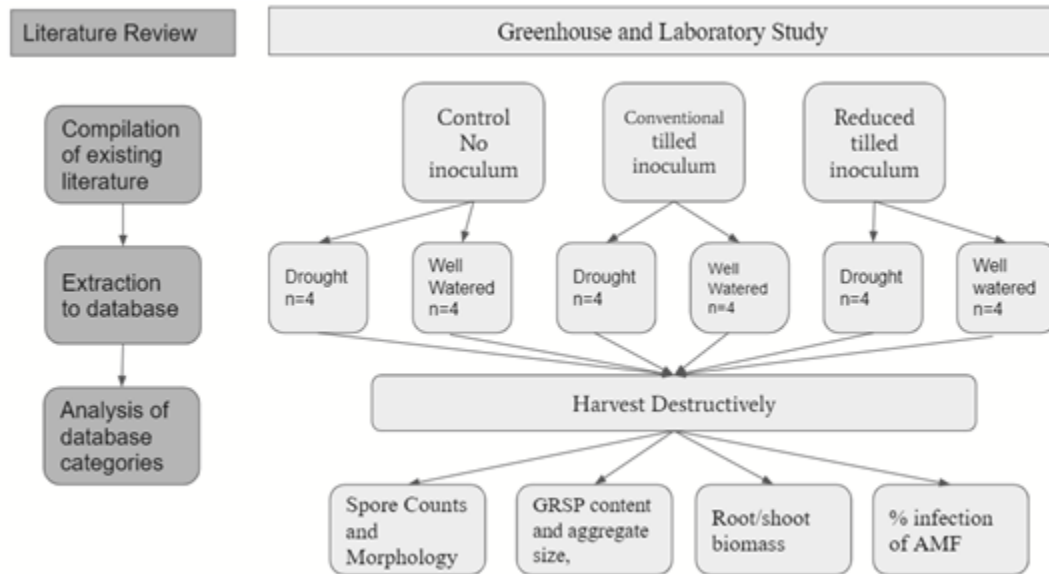 Literature Review
Greenhouse and Laboratory Study
Compilation
of existing
literature
Extraction
to database
Analysis of
database
categories
Control
No
inoculum
Conventional
tilled
inoculum
Reduced
tilled
inoculum
Drought
n=4
Well
Watered
n=4
Drought
n=4
Well
Watered
n=4
Drought
n=4
Well
watered
n=4
Harvest Destructively
Spore Counts
and
Morphology
GRSP content
and aggregate
size,
Root/shoot
biomass
% infection
of AMF